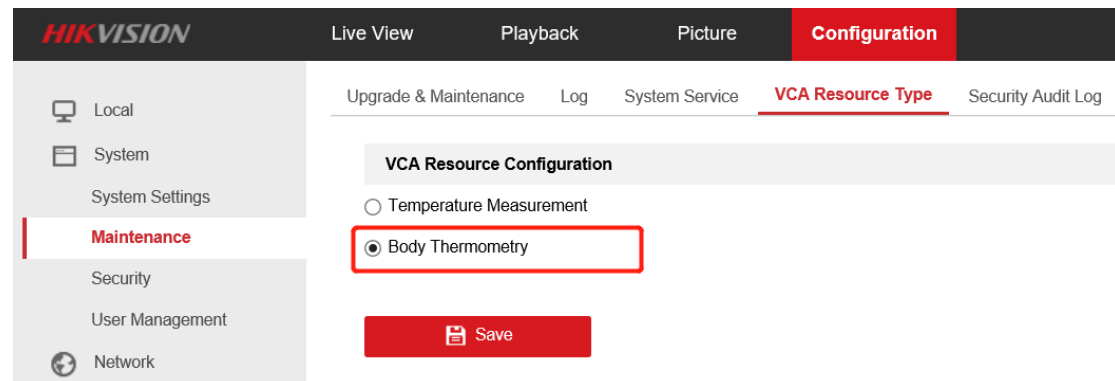 HIKVISION Live View Playback Picture Configuration
Upgrade & Maintenance Log System Service VCA Resource Type Security Audit Log
Local
System
System Settings
Maintenance
Security
User Management
Network
VCA Resource Configuration
Temperature Measurement
Body Thermometry
Save